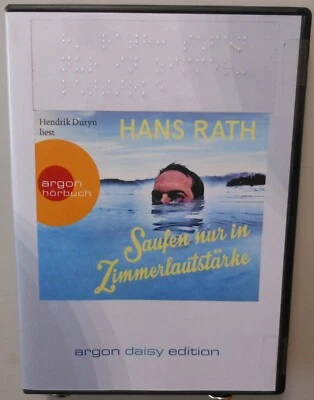 Hendrik Duryn
liest
HANS RATH
argon
hörbuch
Saufen nur in
Zimmerlautstärke
argon daisy edition